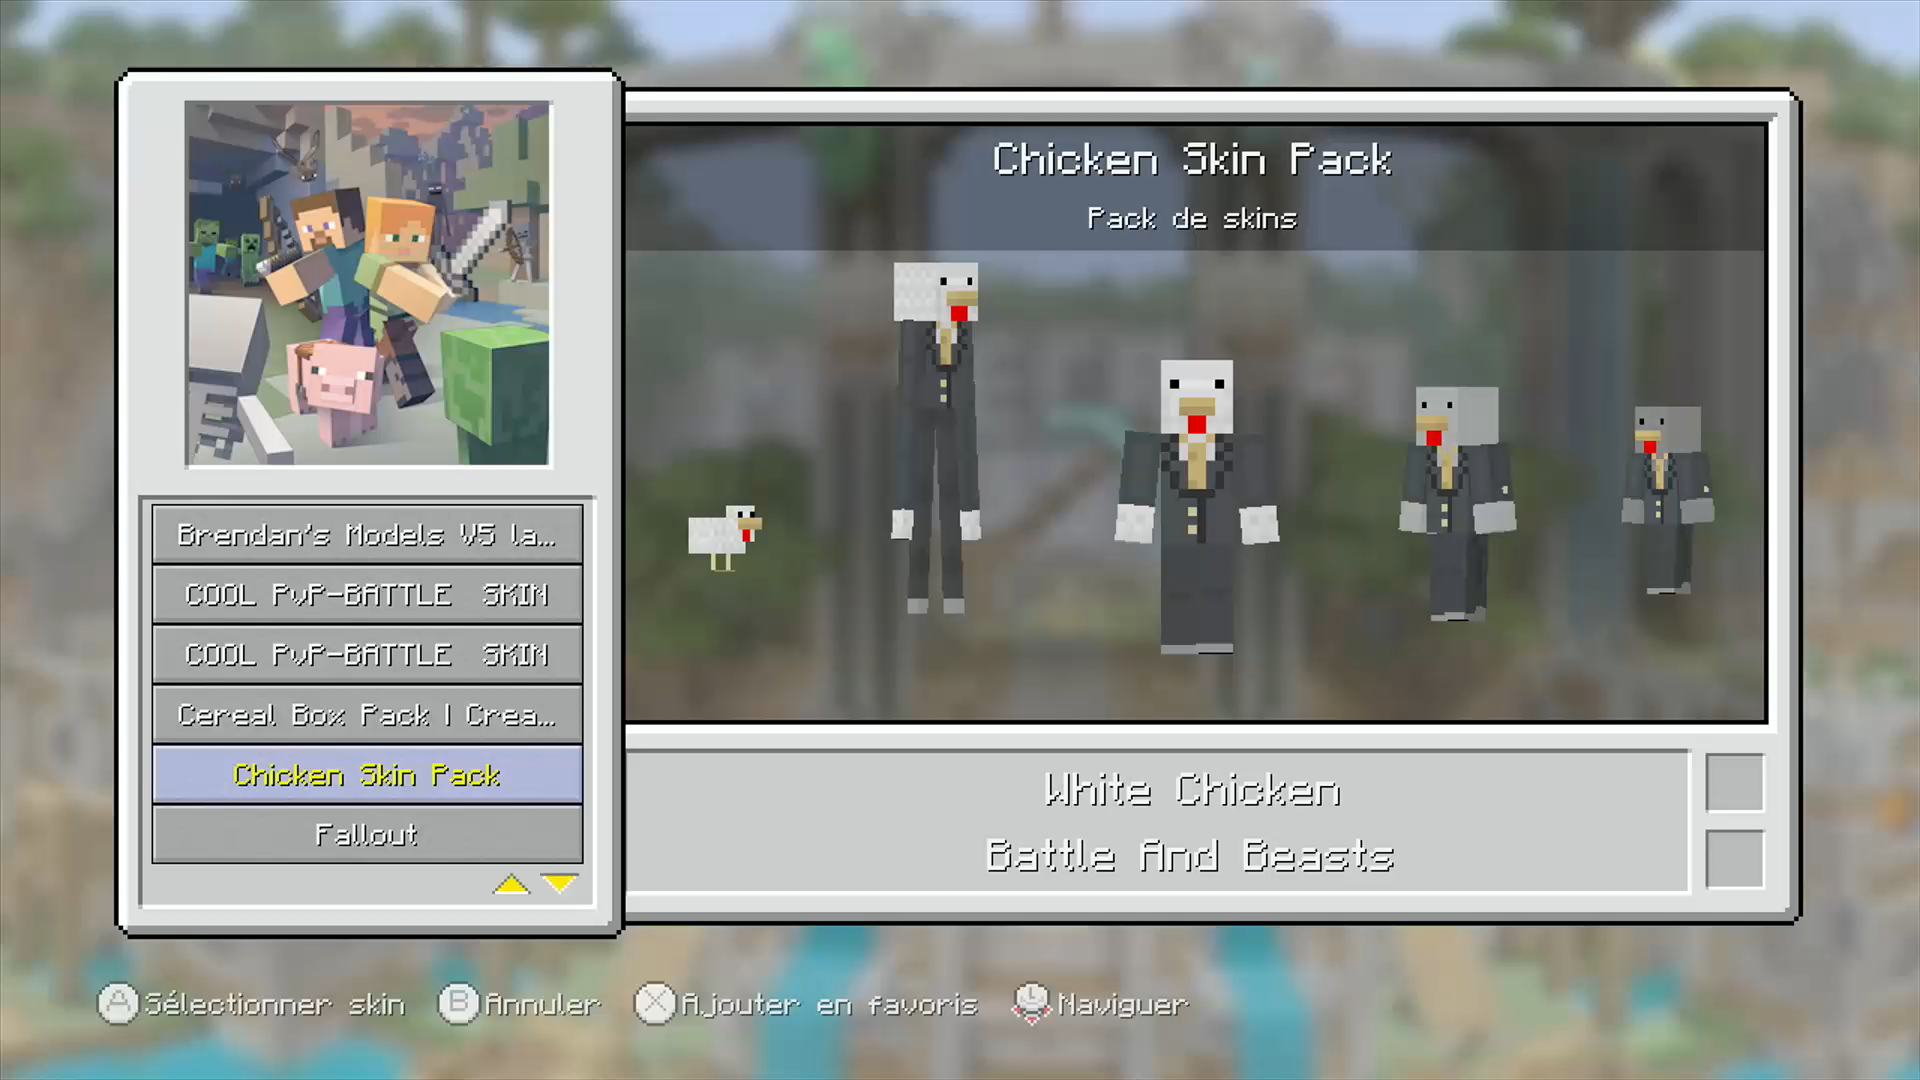 Chicken Skin Pack
Pack de skins
Brendan's Models V5 la...
COOL PvP-BATTLE SKIN
COOL PvP-BATTLE SKIN
Cereal Box Pack | Crea...
Chicken Skin Pack
Fallout
White Chicken
Battle And Beasts
A Sélectionner skin B Annuler X Ajouter en favoris L Naviguer